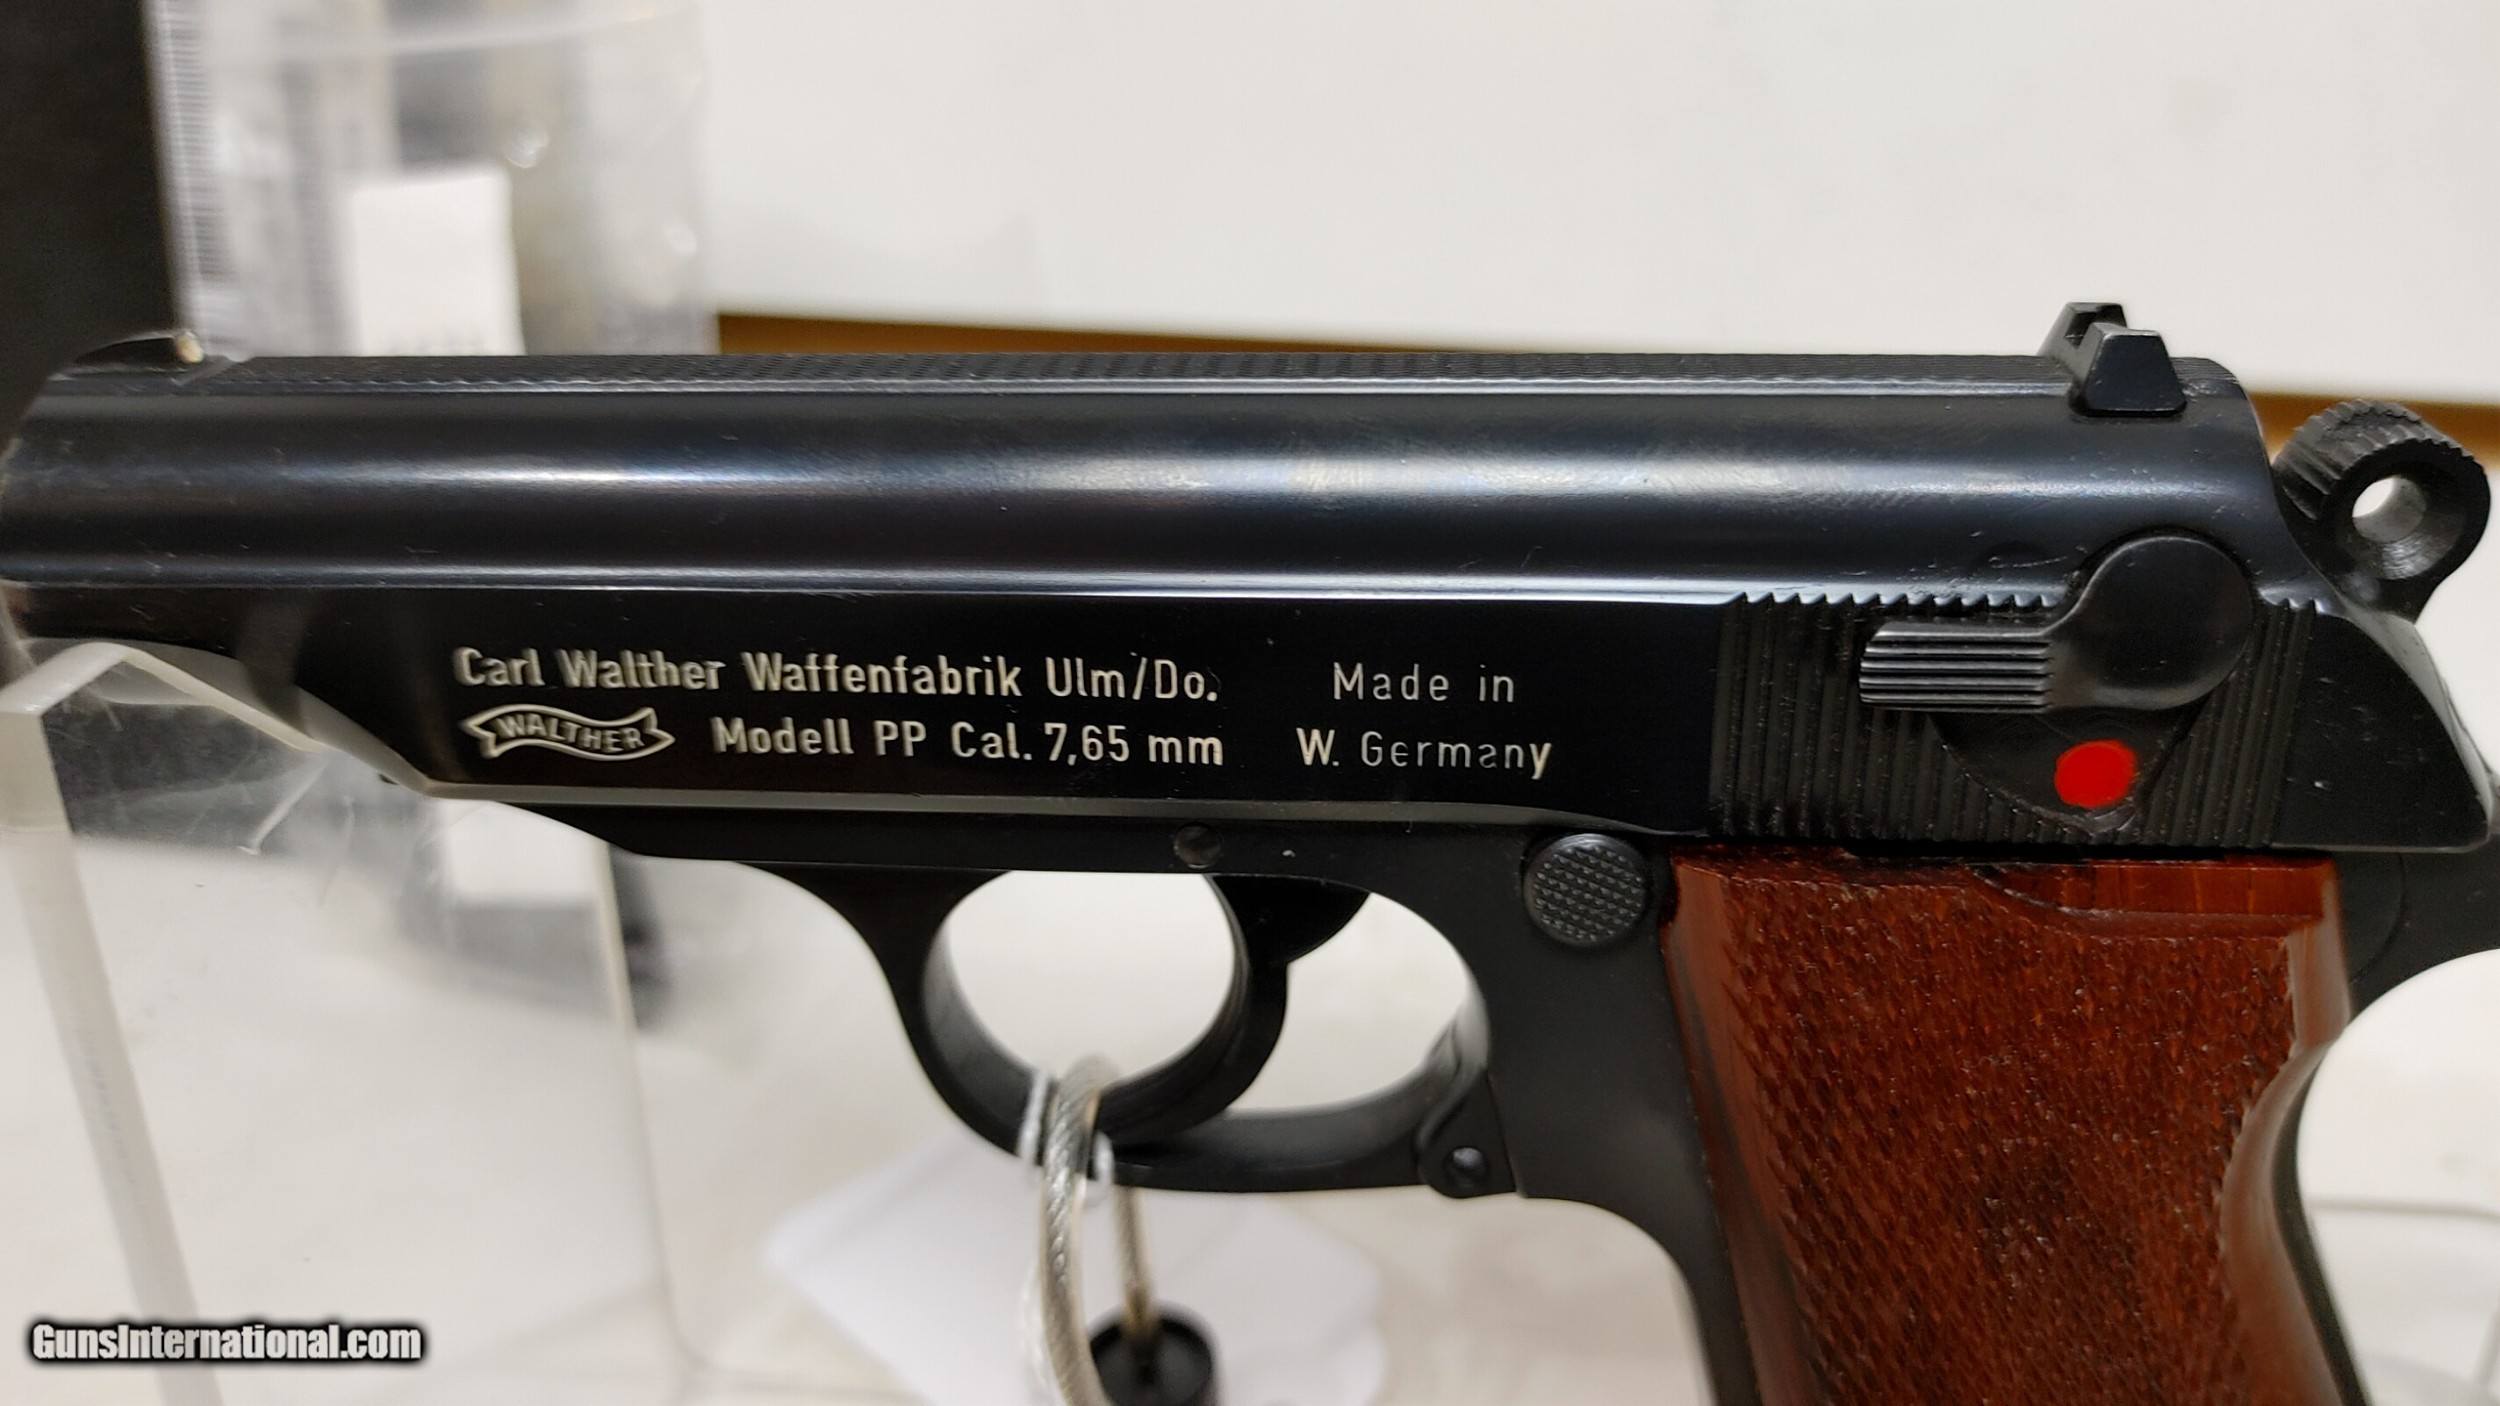 Carl Walther Waffenfabrik Ulm/Do.
WALTHER Modell PP Cal. 7,65 mm
Made in
W. Germany
GunsInternational.com